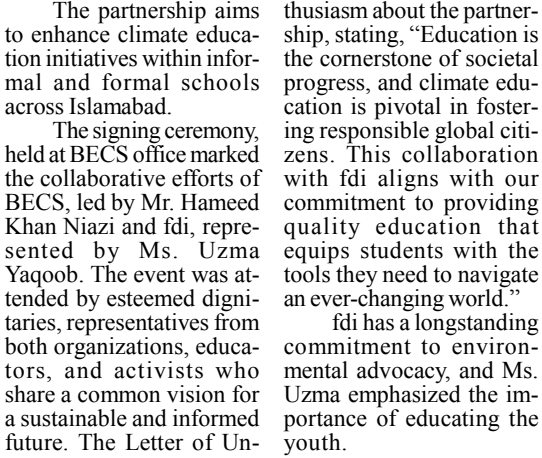 The partnership aims
to enhance climate educa-
tion initiatives within infor-
mal and formal schools
across Islamabad.
The signing ceremony,
held at BECS office marked
the collaborative efforts of
BECS, led by Mr. Hameed
Khan Niazi and fdi, repre-
sented by Ms. Uzma
Yaqoob. The event was at-
tended by esteemed digni-
taries, representatives from
both organizations, educa-
tors, and activists who
share a common vision for
a sustainable and informed
future. The Letter of Un-
thusiasm about the partner-
ship, stating, “Education is
the cornerstone of societal
progress, and climate edu-
cation is pivotal in foster-
ing responsible global citi-
zens. This collaboration
with fdi aligns with our
commitment to providing
quality education that
equips students with the
tools they need to navigate
an ever-changing world.”
fdi has a longstanding
commitment to environ-
mental advocacy, and Ms.
Uzma emphasized the im-
portance of educating the
youth.